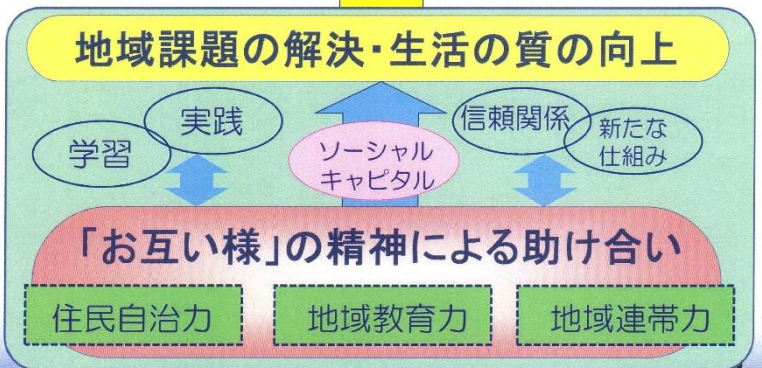 地域課題の解決・生活の質の向上
学習
実践
ソーシャル
キャピタル
信頼関係
新たな
仕組み
「お互い様」の精神による助け合い
住民自治力
地域教育力
地域連帯力